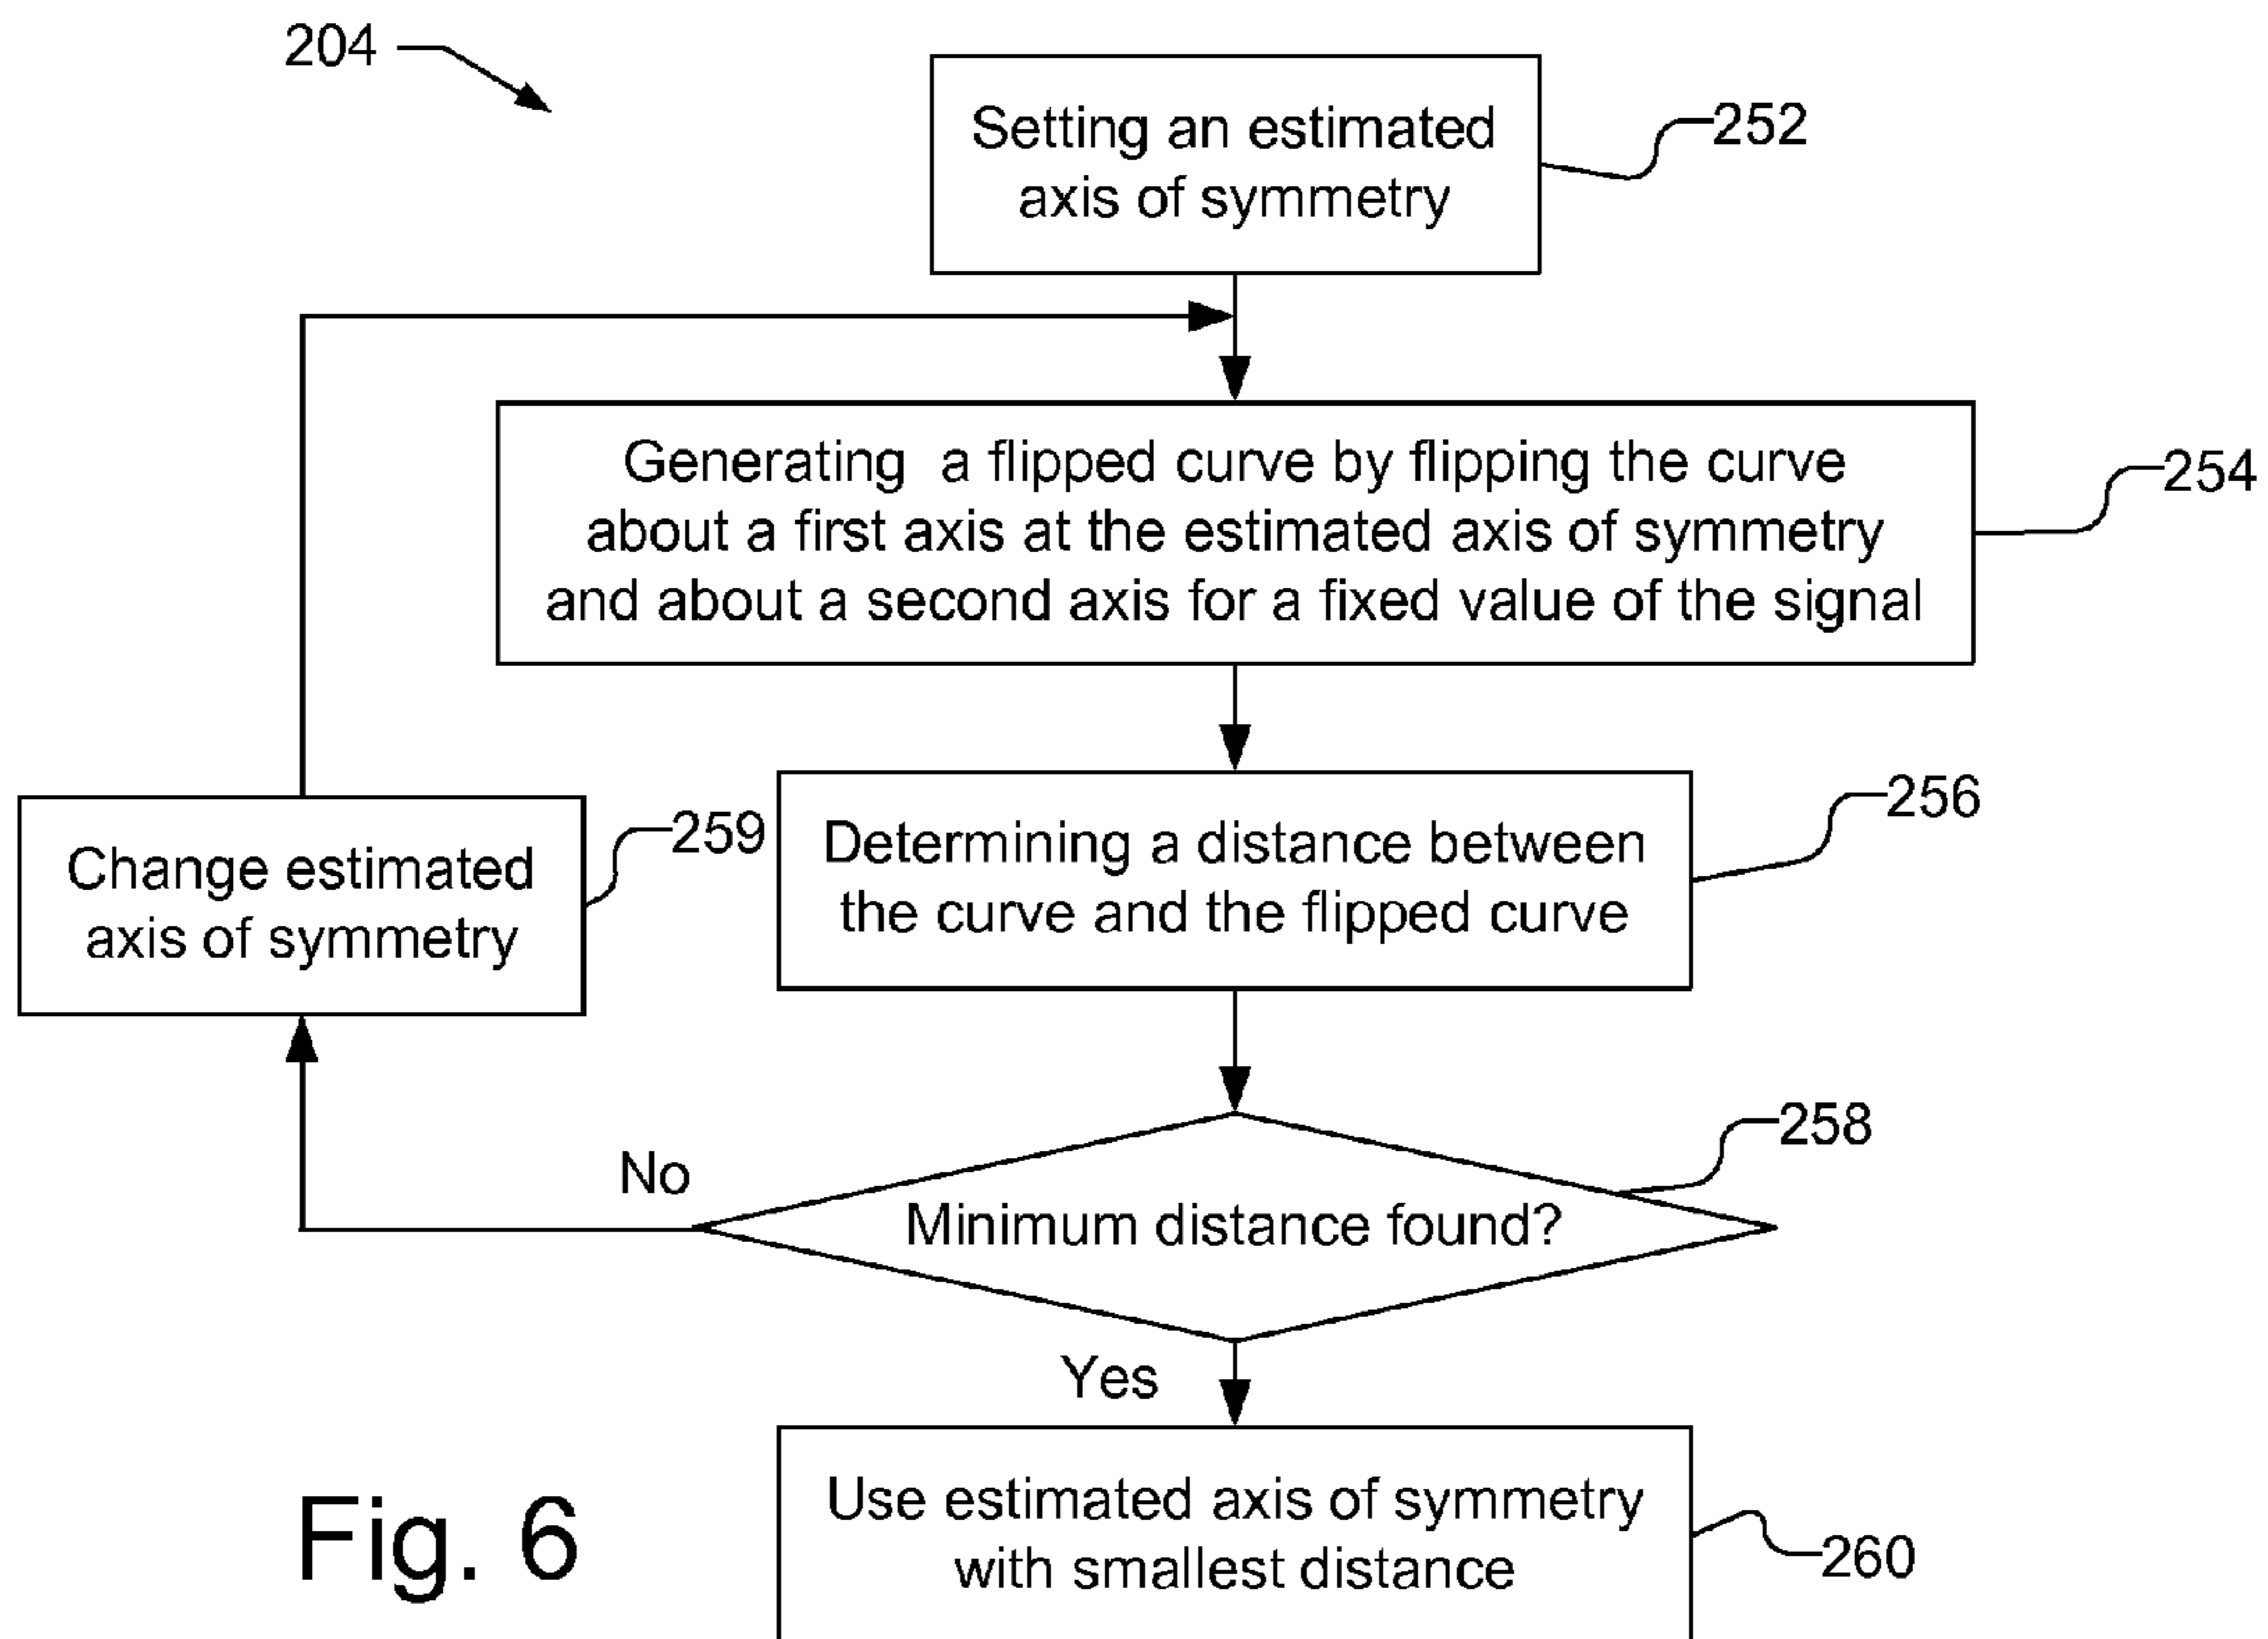 204
Setting an estimated
axis of symmetry
252
Generating a flipped curve by flipping the curve
about a first axis at the estimated axis of symmetry
and about a second axis for a fixed value of the signal
254
Change estimated
axis of symmetry
259
Determining a distance between
the curve and the flipped curve
256
No
Minimum distance found?
258
Yes
Use estimated axis of symmetry
with smallest distance
260
Fig. 6